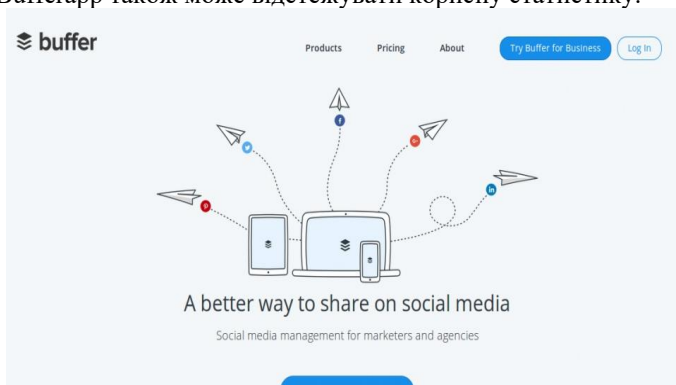 Bufferapp також може відстежувати корисну статистику.
buffer
Products Pricing About Try Buffer for Business Log In
A better way to share on social media
Social media management for marketers and agencies